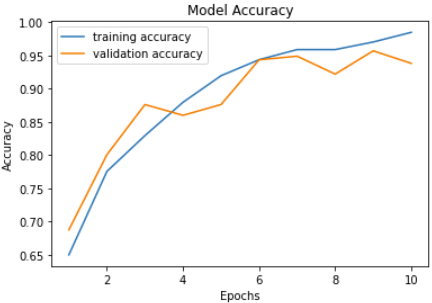 Model Accuracy
1.00
0.95
0.90
0.85
0.80
0.75
0.70
0.65
Accuracy
training accuracy
validation accuracy
2 4 6 8 10
Epochs